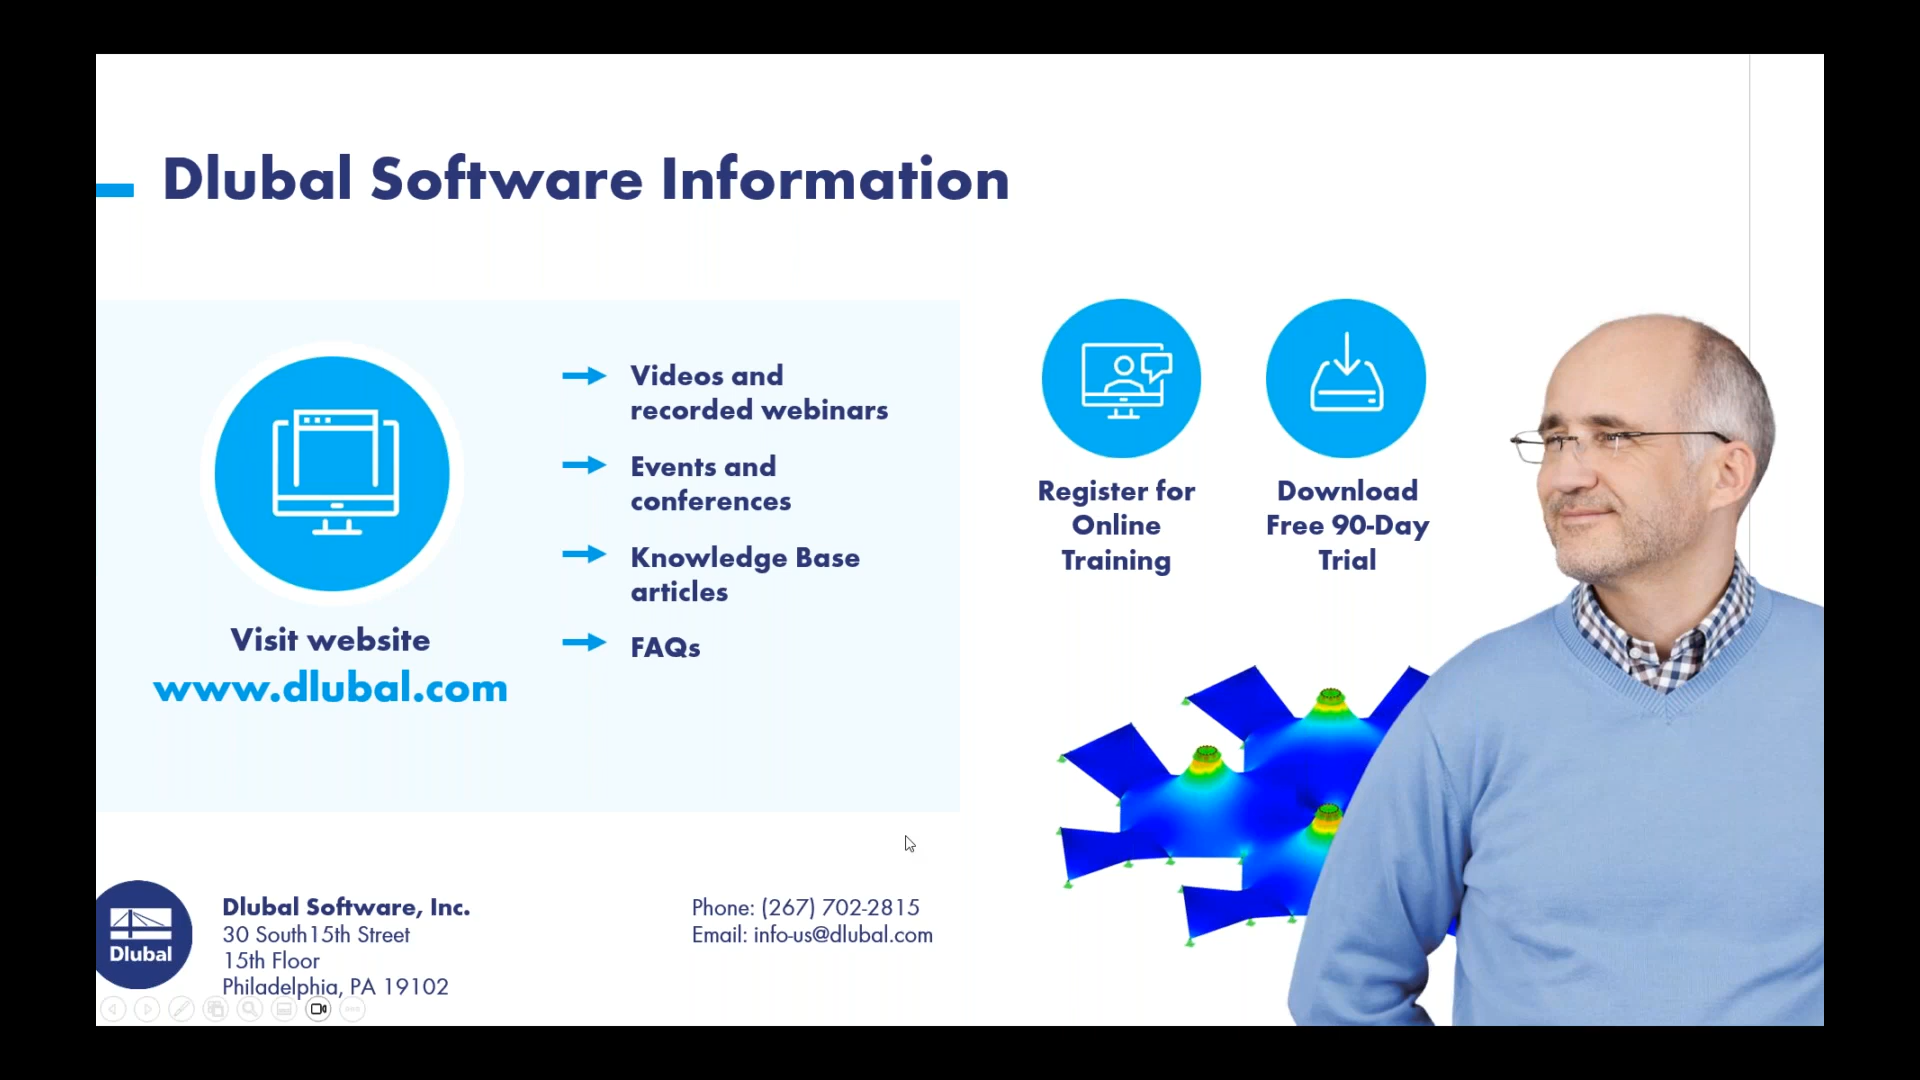 Dlubal Software Information
Videos and
recorded webinars
Events and
conferences
Knowledge Base
articles
FAQs
Visit website
www.dlubal.com
Register for
Online
Training
Download
Free 90-Day
Trial
Dlubal
Dlubal Software, Inc.
30 South15th Street
15th Floor
Philadelphia, PA 19102
Phone: (267) 702-2815
Email: info-us@dlubal.com